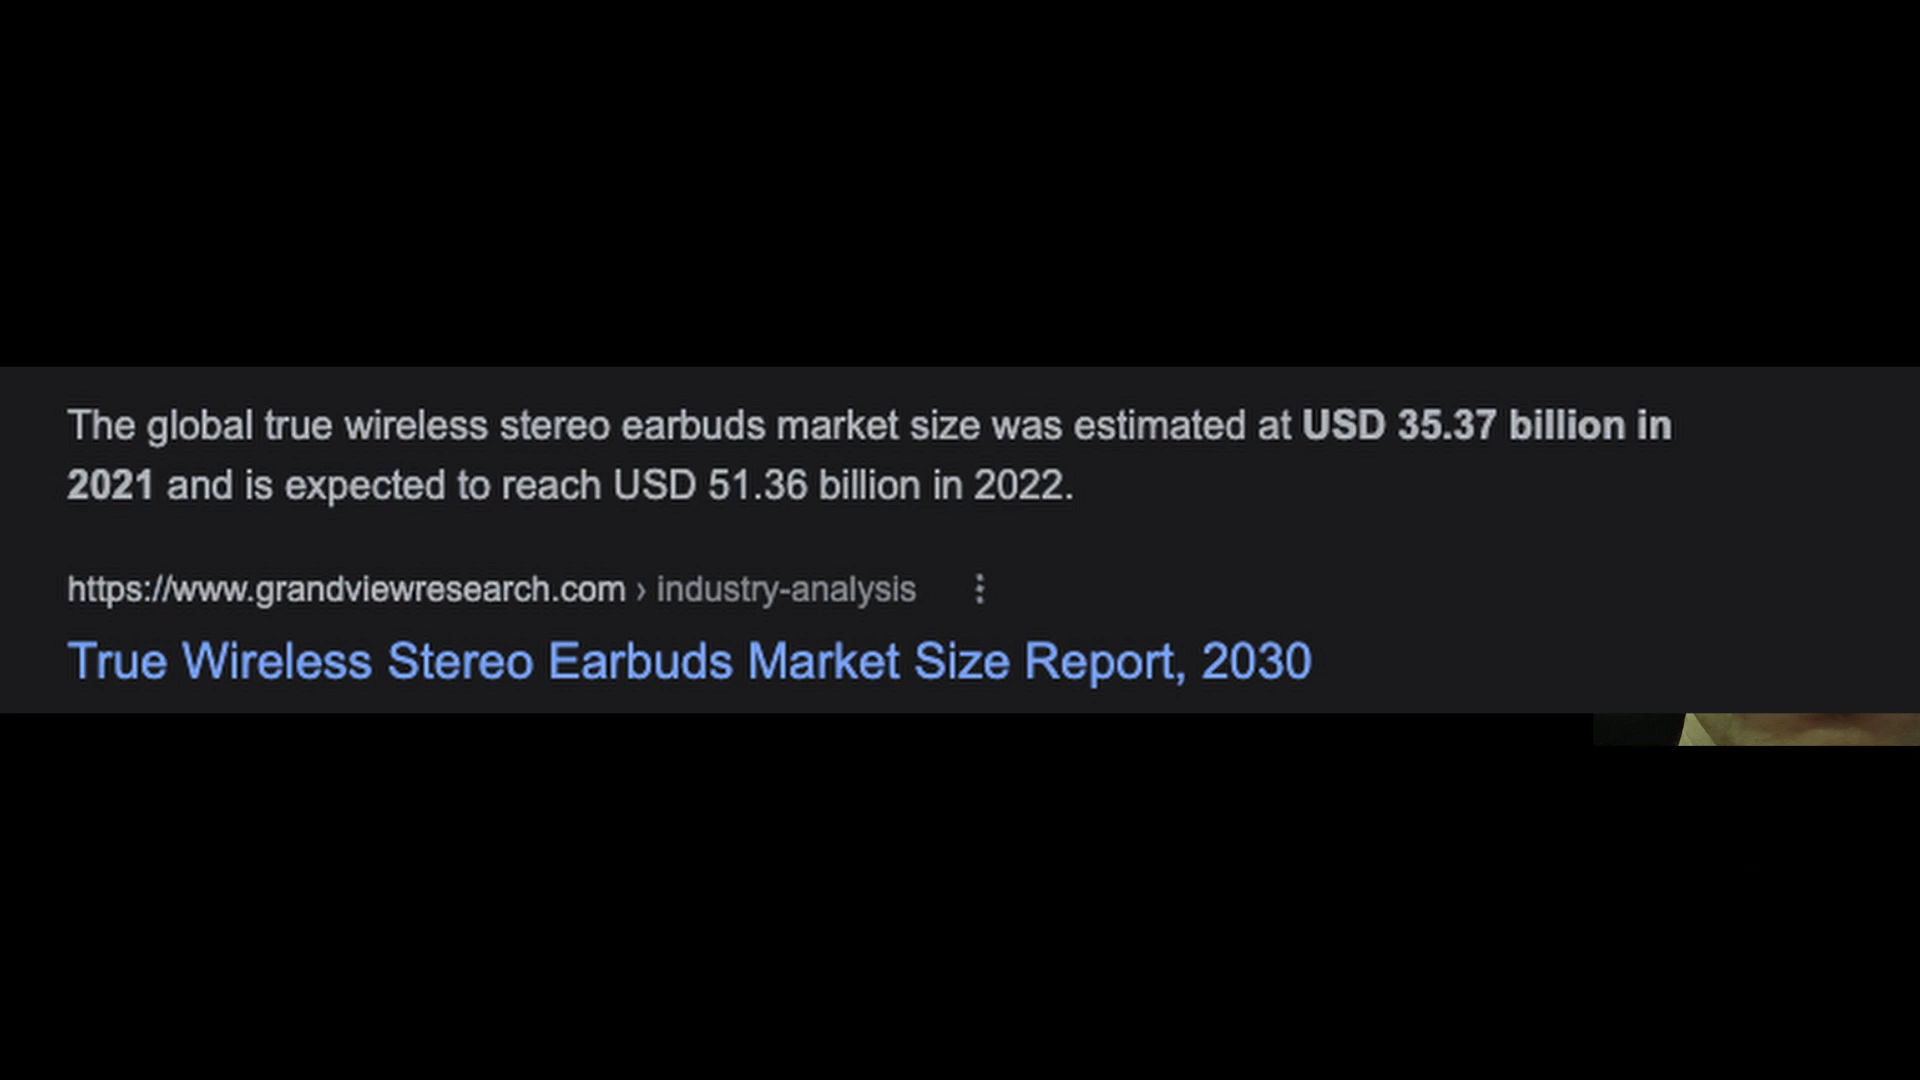 The global true wireless stereo earbuds market size was estimated at USD 35.37 billion in
2021 and is expected to reach USD 51.36 billion in 2022.
https://www.grandviewresearch.com › industry-analysis
True Wireless Stereo Earbuds Market Size Report, 2030